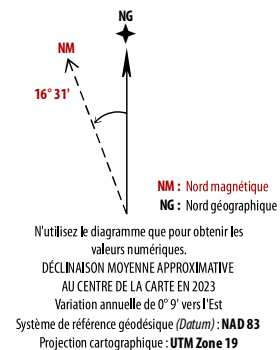 NG
NM
16° 31'
NM : Nord magnétique
NG : Nord géographique
N'utilisez le diagramme que pour obtenir les
valeurs numériques.
DÉCLINAISON MOYENNE APPROXIMATIVE
AU CENTRE DE LA CARTE EN 2023
Variation annuelle de 0° 9' vers l'Est
Système de référence géodésique (Datum) : NAD 83
Projection cartographique : UTM Zone 19